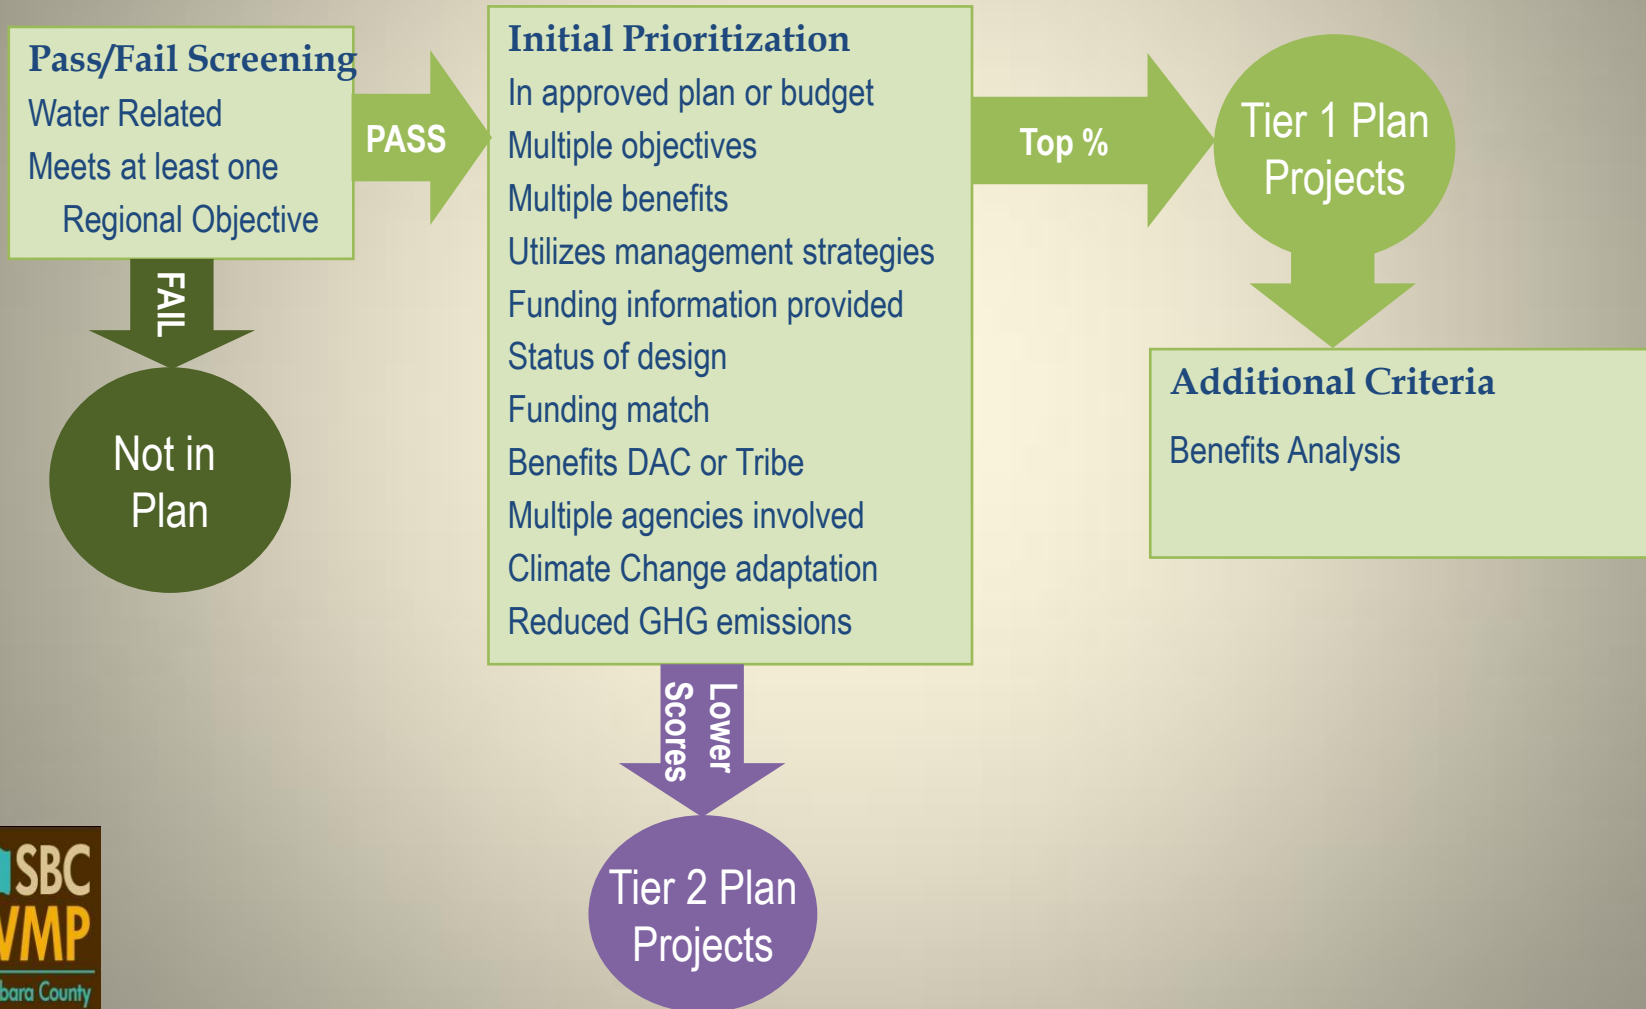 Pass/Fail Screening
Water Related
Meets at least one
Regional Objective
PASS
FAIL
Not in
Plan
Initial Prioritization
In approved plan or budget
Multiple objectives
Multiple benefits
Utilizes management strategies
Funding information provided
Status of design
Funding match
Benefits DAC or Tribe
Multiple agencies involved
Climate Change adaptation
Reduced GHG emissions
Top %
Tier 1 Plan
Projects
Additional Criteria
Benefits Analysis
Lower
Scores
Tier 2 Plan
Projects
SBC
WMP
bara County